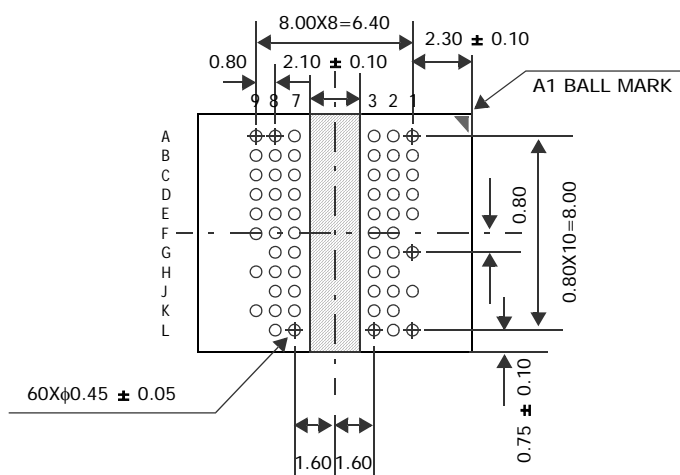 8.00X8=6.40
2.30 ± 0.10
0.80
2.10 ± 0.10
A1 BALL MARK
9 8 7 3 2 1
A
B
C
D
E
F
G
H
J
K
L
0.80
0.80X10=8.00
60Xϕ0.45 ± 0.05
0.75 ± 0.10
1.60 1.60